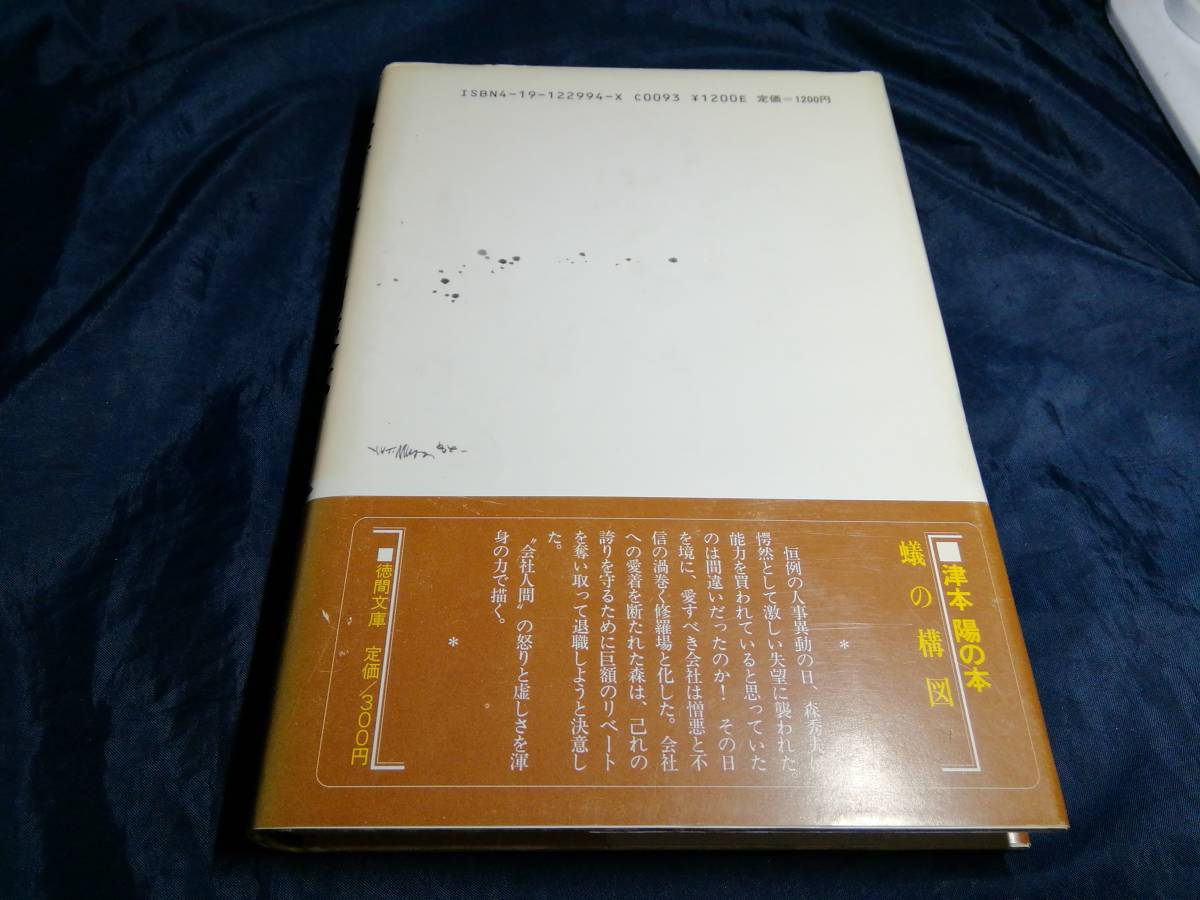 ISBN4-19-122994-X C0093 ¥1200E 定価=1200円
■津本 陽の本
蟻の構図
＊
恒例の人事異動の日、森秀夫は
愕然として激しい失望に襲われた。
能力を買われていると思っていた
のは間違いだったのか！ その日
を境に、愛すべき会社は憎悪と不
信の渦巻く修羅場と化した。会社
への愛着を断たれた森は、己れの
誇りを守るために巨額のリベート
を奪い取って退職しようと決意し
た。
〝会社人間〟の怒りと虚しさを渾
身の力で描く。
＊
■徳間文庫 定価/300円